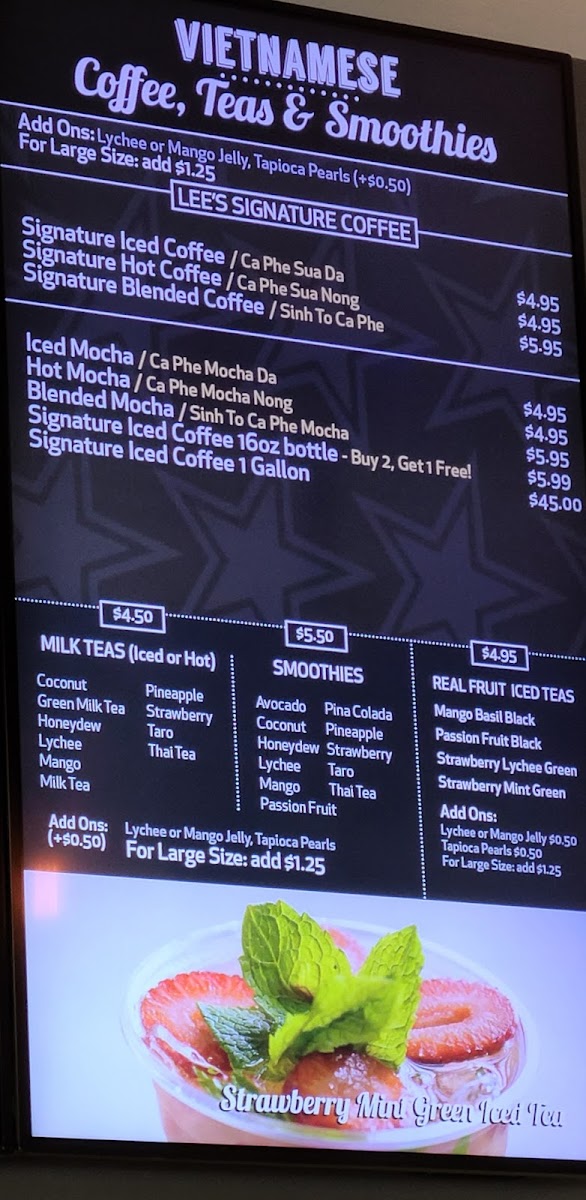 VIETNAMESE
Coffee, Teas & Smoothies
Add Ons: Lychee or Mango Jelly, Tapioca Pearls (+$0.50)
For Large Size: add $1.25
LEE'S SIGNATURE COFFEE
Signature Iced Coffee / Ca Phe Sua Da $4.95
Signature Hot Coffee / Ca Phe Sua Nong $4.95
Signature Blended Coffee / Sinh To Ca Phe $5.95
Iced Mocha / Ca Phe Mocha Da $4.95
Hot Mocha / Ca Phe Mocha Nong $4.95
Blended Mocha / Sinh To Ca Phe Mocha $5.95
Signature Iced Coffee 16oz bottle - Buy 2, Get 1 Free! $5.99
Signature Iced Coffee 1 Gallon $45.00
$4.50
MILK TEAS (Iced or Hot)
Coconut
Green Milk Tea
Honeydew
Lychee
Mango
Milk Tea
Pineapple
Strawberry
Taro
Thai Tea
$5.50
SMOOTHIES
Avocado
Coconut
Honeydew
Lychee
Mango
Passion Fruit
Pina Colada
Pineapple
Strawberry
Taro
Thai Tea
Add Ons:
(+$0.50)
Lychee or Mango Jelly, Tapioca Pearls
For Large Size: add $1.25
$4.95
REAL FRUIT ICED TEAS
Mango Basil Black
Passion Fruit Black
Strawberry Lychee Green
Strawberry Mint Green
Add Ons:
Lychee or Mango Jelly $0.50
Tapioca Pearls $0.50
For Large Size: add $1.25
Strawberry Mint Green Iced Tea